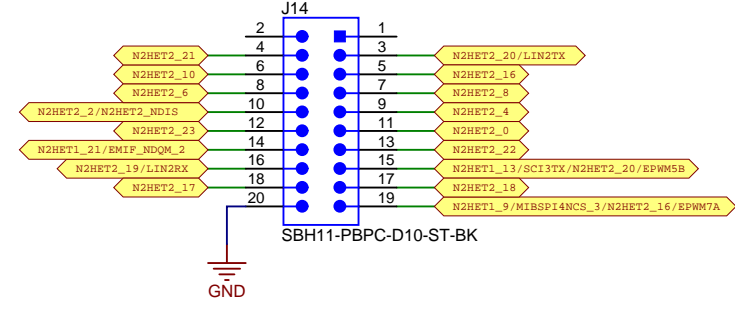 J14
2 1
N2HET2_21 4 3 N2HET2_20/LIN2TX
N2HET2_10 6 5 N2HET2_16
N2HET2_6 8 7 N2HET2_8
N2HET2_2/N2HET2_NDIS 10 9 N2HET2_4
N2HET2_23 12 11 N2HET2_0
N2HET1_21/EMIF_NDQM_2 14 13 N2HET2_22
N2HET2_19/LIN2RX 16 15 N2HET1_13/SCI3TX/N2HET2_20/EPWM5B
N2HET2_17 18 17 N2HET2_18
20 19 N2HET1_9/MIBSPI4NCS_3/N2HET2_16/EPWM7A
SBH11-PBPC-D10-ST-BK
GND